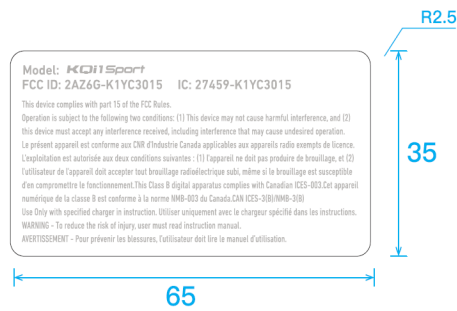 R2.5
Model: KQi1Sport
FCC ID: 2AZ6G-K1YC3015 IC: 27459-K1YC3015
This device complies with part 15 of the FCC Rules.
Operation is subject to the following two conditions: (1) This device may not cause harmful interference, and (2)
this device must accept any interference received, including interference that may cause undesired operation.
Le présent appareil est conforme aux CNR d'Industrie Canada applicables aux appareils radio exempts de licence.
L'exploitation est autorisée aux deux conditions suivantes : (1) l'appareil ne doit pas produire de brouillage, et (2)
l'utilisateur de l'appareil doit accepter tout brouillage radioélectrique subi, même si le brouillage est susceptible
d'en compromettre le fonctionnement.This Class B digital apparatus complies with Canadian ICES-003.Cet appareil
numérique de la classe B est conforme à la norme NMB-003 du Canada.CAN ICES-3(B)/NMB-3(B)
Use Only with specified charger in instruction. Utiliser uniquement avec le chargeur spécifié dans les instructions.
WARNING - To reduce the risk of injury, user must read instruction manual.
AVERTISSEMENT - Pour prévenir les blessures, l'utilisateur doit lire le manuel d'utilisation.
35
65